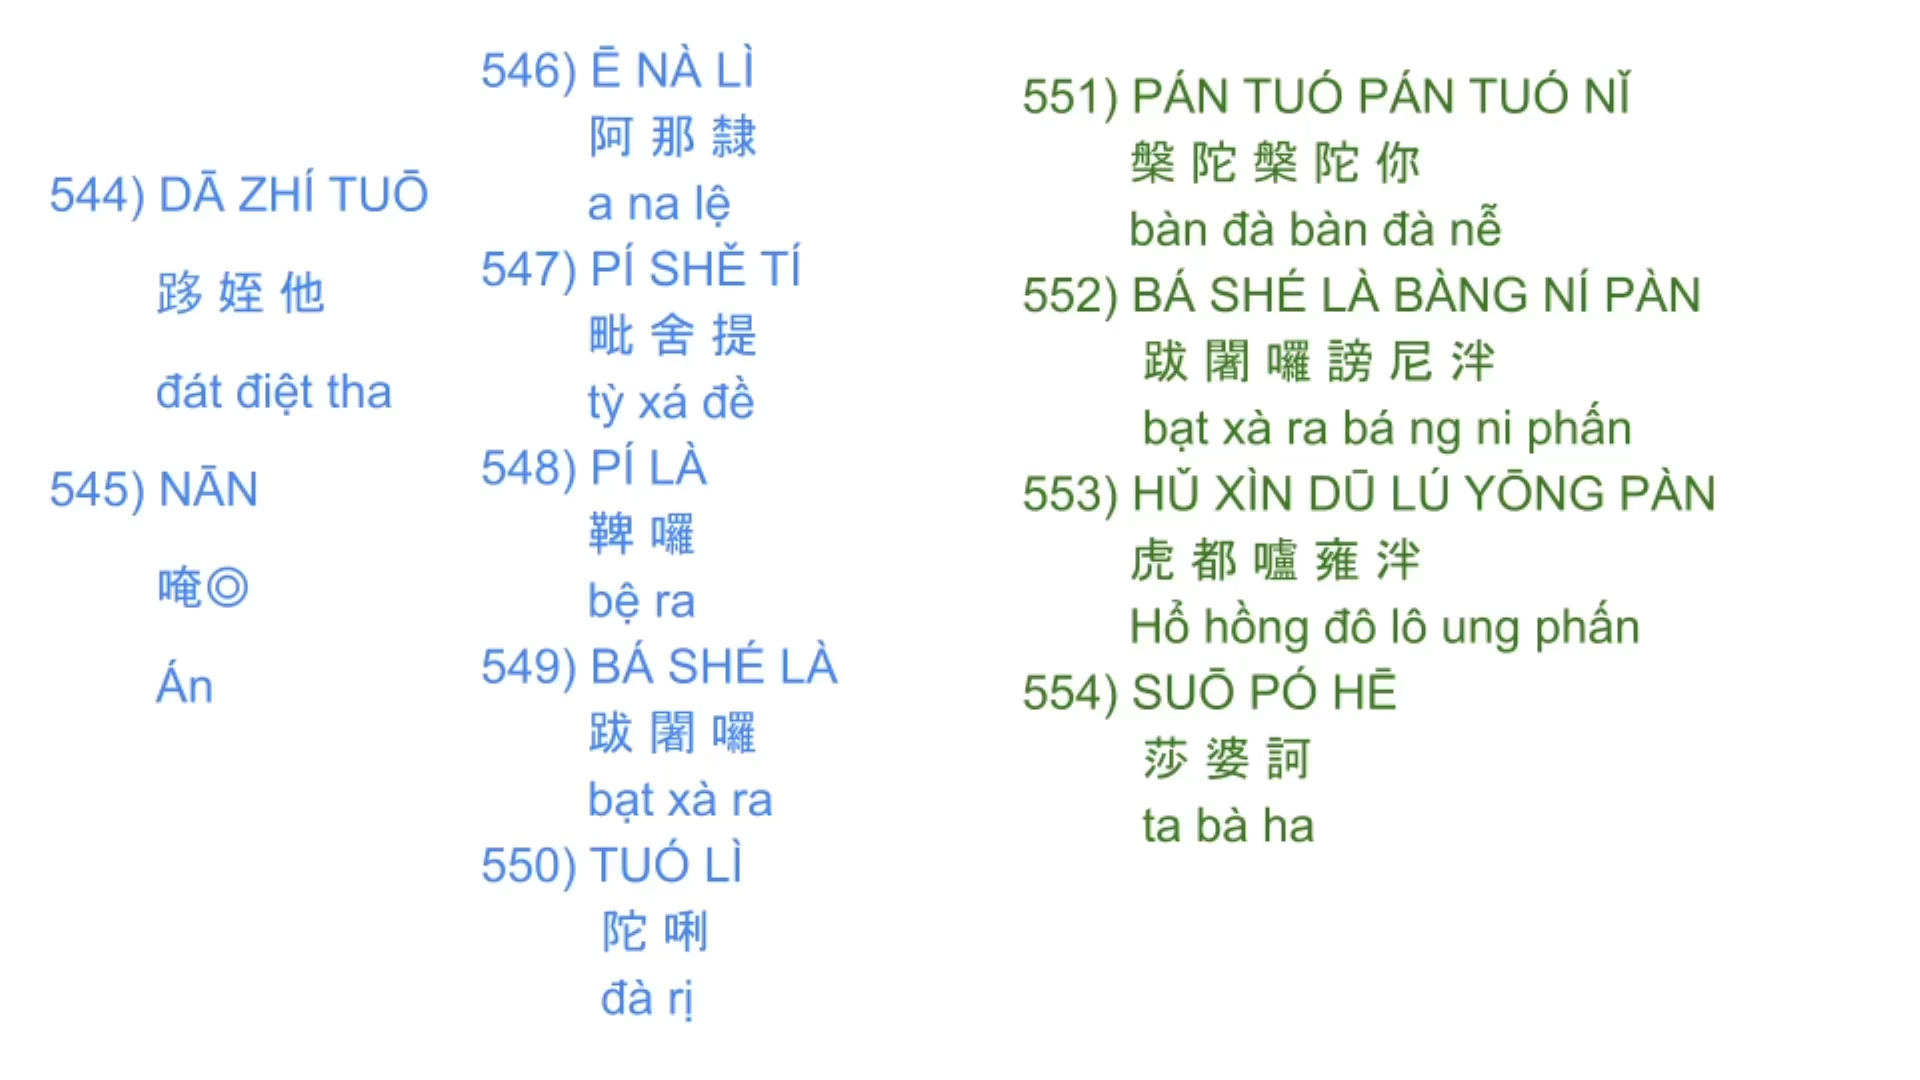 544) DĀ ZHÍ TUŌ
跢 姪 他
đát điệt tha
545) NĀN
唵◎
Án
546) Ē NÀ LÌ
阿 那 隸
a na lệ
547) PÍ SHĚ TÍ
毗 舍 提
tỳ xá đề
548) PÍ LÀ
鞞 囉
bệ ra
549) BÁ SHÉ LÀ
跋 闍 囉
bạt xà ra
550) TUÓ LÌ
陀 唎
đà rị
551) PÁN TUÓ PÁN TUÓ NǏ
槃 陀 槃 陀 你
bàn đà bàn đà nễ
552) BÁ SHÉ LÀ BÀNG NÍ PÀN
跋 闍 囉 謗 尼 泮
bạt xà ra bá ng ni phấn
553) HǓ XÌN DŪ LÚ YŌNG PÀN
虎 都 嚧 雍 泮
Hổ hồng đô lô ung phấn
554) SUŌ PÓ HĒ
莎 婆 訶
ta bà ha